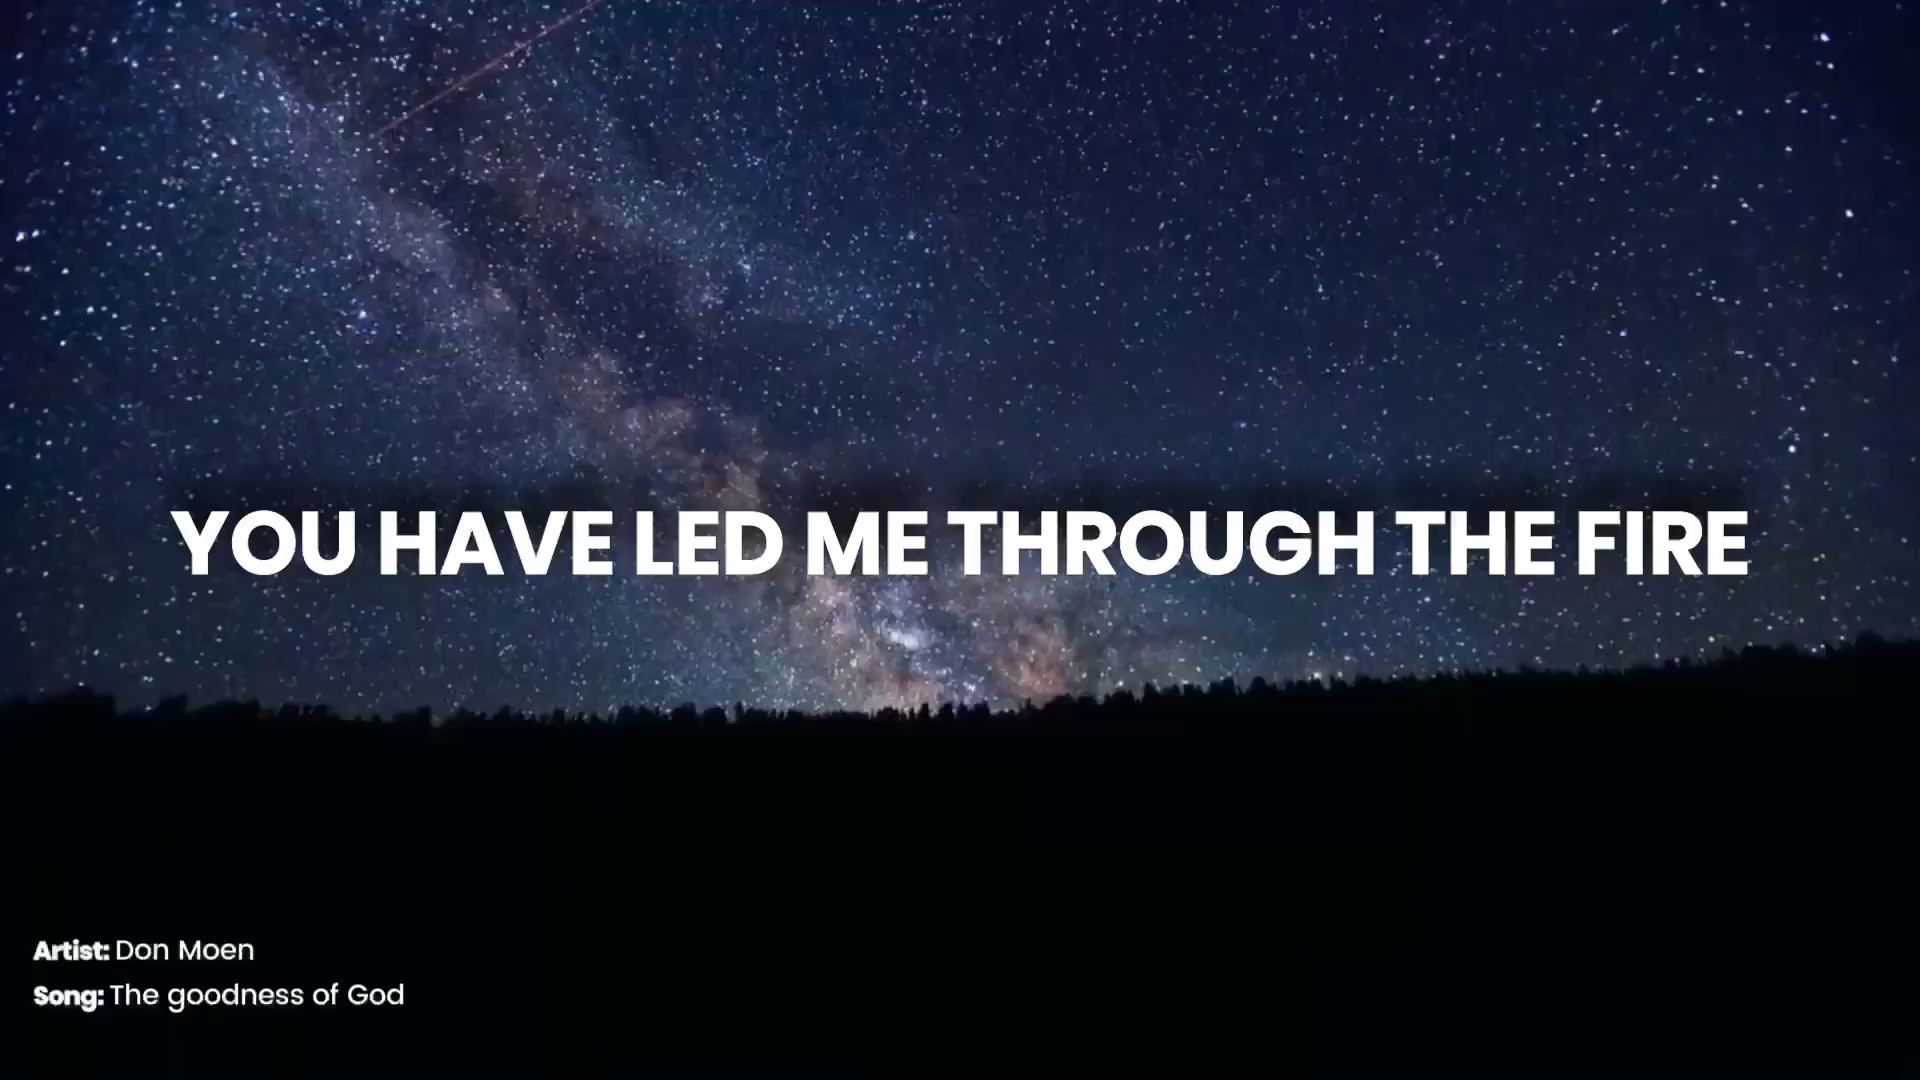 YOU HAVE LED ME THROUGH THE FIRE
Artist: Don Moen
Song: The goodness of God